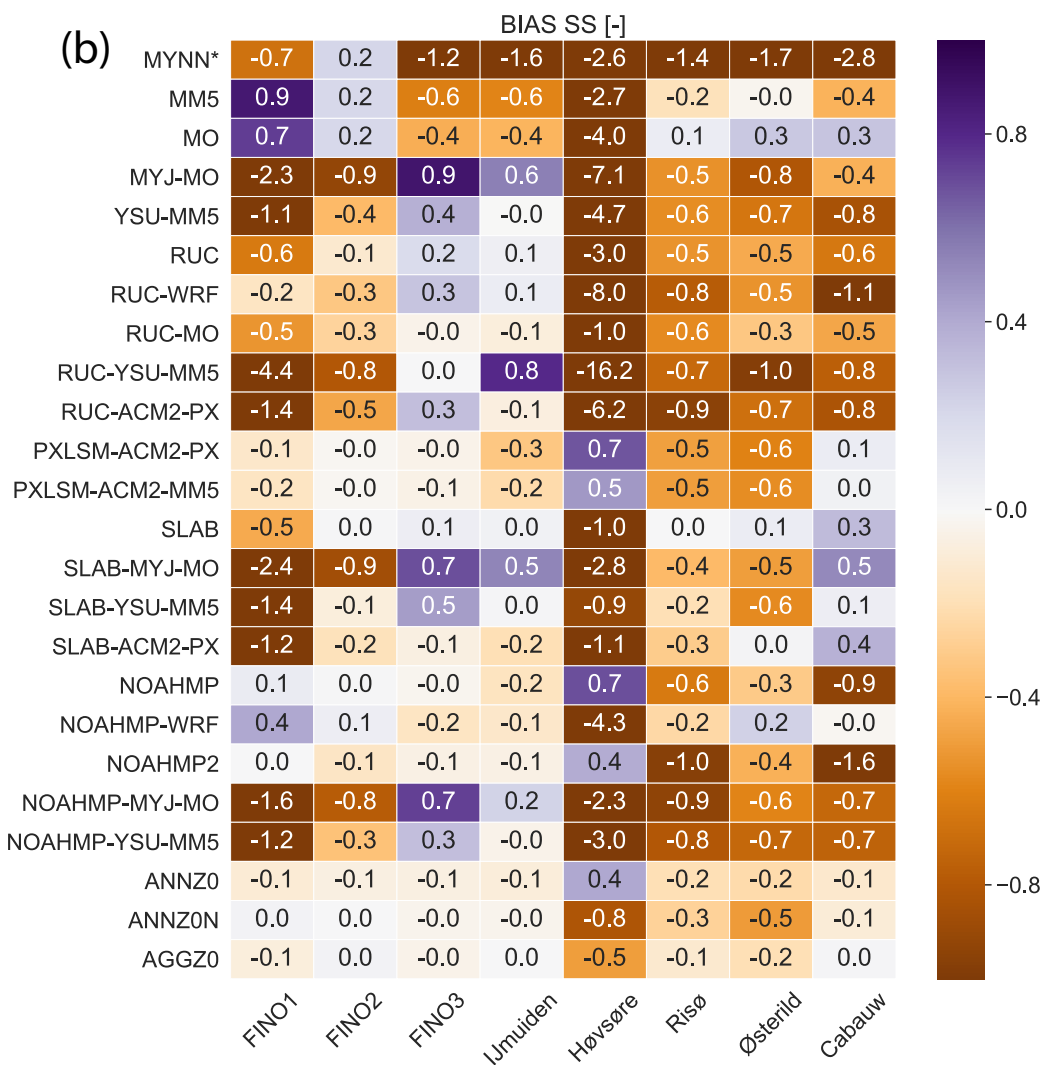 BIAS SS [-]
(b)
MYNN* -0.7 0.2 -1.2 -1.6 -2.6 -1.4 -1.7 -2.8
MM5 0.9 0.2 -0.6 -0.6 -2.7 -0.2 -0.0 -0.4
MO 0.7 0.2 -0.4 -0.4 -4.0 0.1 0.3 0.3
MYJ-MO -2.3 -0.9 0.9 0.6 -7.1 -0.5 -0.8 -0.4
YSU-MM5 -1.1 -0.4 0.4 -0.0 -4.7 -0.6 -0.7 -0.8
RUC -0.6 -0.1 0.2 0.1 -3.0 -0.5 -0.5 -0.6
RUC-WRF -0.2 -0.3 0.3 0.1 -8.0 -0.8 -0.5 -1.1
RUC-MO -0.5 -0.3 -0.0 -0.1 -1.0 -0.6 -0.3 -0.5
RUC-YSU-MM5 -4.4 -0.8 0.0 0.8 -16.2 -0.7 -1.0 -0.8
RUC-ACM2-PX -1.4 -0.5 0.3 -0.1 -6.2 -0.9 -0.7 -0.8
PXLSM-ACM2-PX -0.1 -0.0 -0.0 -0.3 0.7 -0.5 -0.6 0.1
PXLSM-ACM2-MM5 -0.2 -0.0 -0.1 -0.2 0.5 -0.5 -0.6 0.0
SLAB -0.5 0.0 0.1 0.0 -1.0 0.0 0.1 0.3
SLAB-MYJ-MO -2.4 -0.9 0.7 0.5 -2.8 -0.4 -0.5 0.5
SLAB-YSU-MM5 -1.4 -0.1 0.5 0.0 -0.9 -0.2 -0.6 0.1
SLAB-ACM2-PX -1.2 -0.2 -0.1 -0.2 -1.1 -0.3 0.0 0.4
NOAHMP 0.1 0.0 -0.0 -0.2 0.7 -0.6 -0.3 -0.9
NOAHMP-WRF 0.4 0.1 -0.2 -0.1 -4.3 -0.2 0.2 -0.0
NOAHMP2 0.0 -0.1 -0.1 -0.1 0.4 -1.0 -0.4 -1.6
NOAHMP-MYJ-MO -1.6 -0.8 0.7 0.2 -2.3 -0.9 -0.6 -0.7
NOAHMP-YSU-MM5 -1.2 -0.3 0.3 -0.0 -3.0 -0.8 -0.7 -0.7
ANNZ0 -0.1 -0.1 -0.1 -0.1 0.4 -0.2 -0.2 -0.1
ANNZ0N 0.0 0.0 -0.0 -0.0 -0.8 -0.3 -0.5 -0.1
AGGZ0 -0.1 0.0 -0.0 0.0 -0.5 -0.1 -0.2 0.0
FINO1 FINO2 FINO3 IJmuiden Høvsøre Risø Østerild Cabauw
0.8
0.4
0.0
−0.4
−0.8